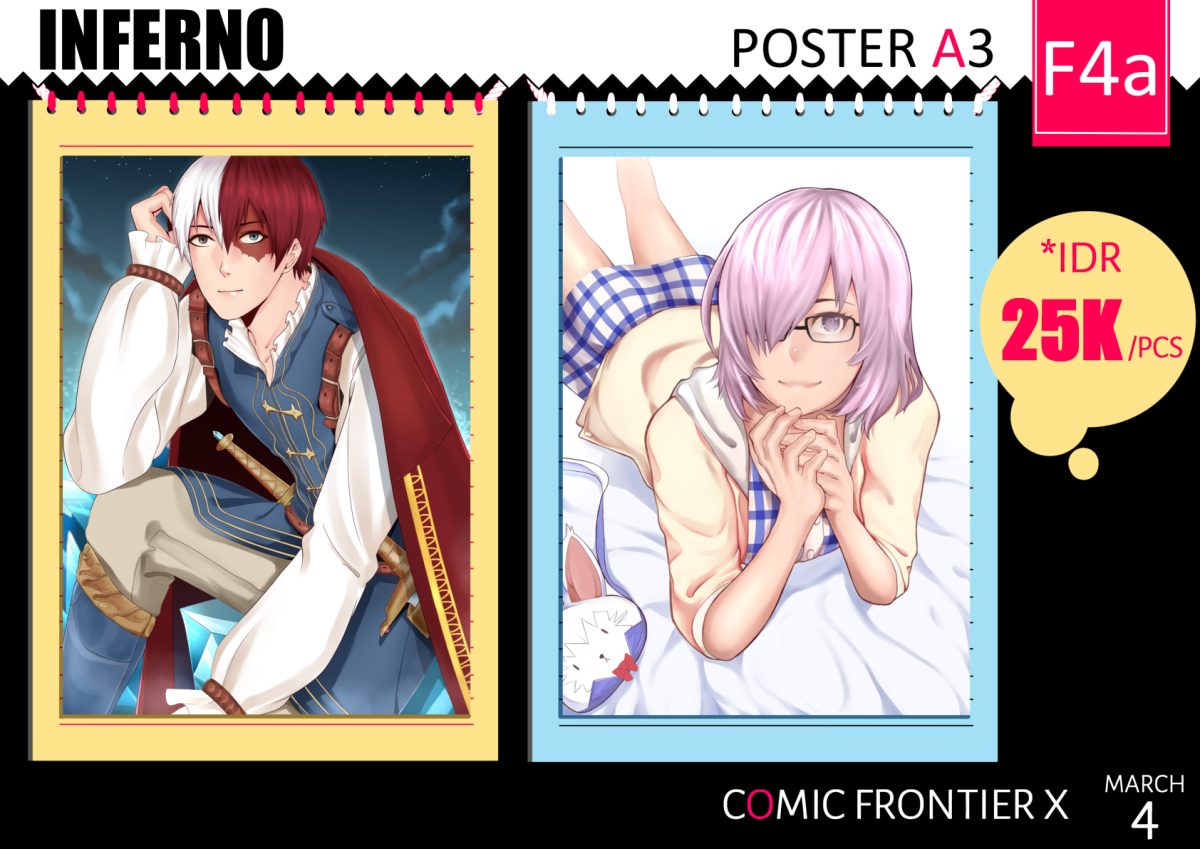 INFERNO
POSTER A3
F4a
*IDR
25K /PCS
COMIC FRONTIER X
MARCH
4